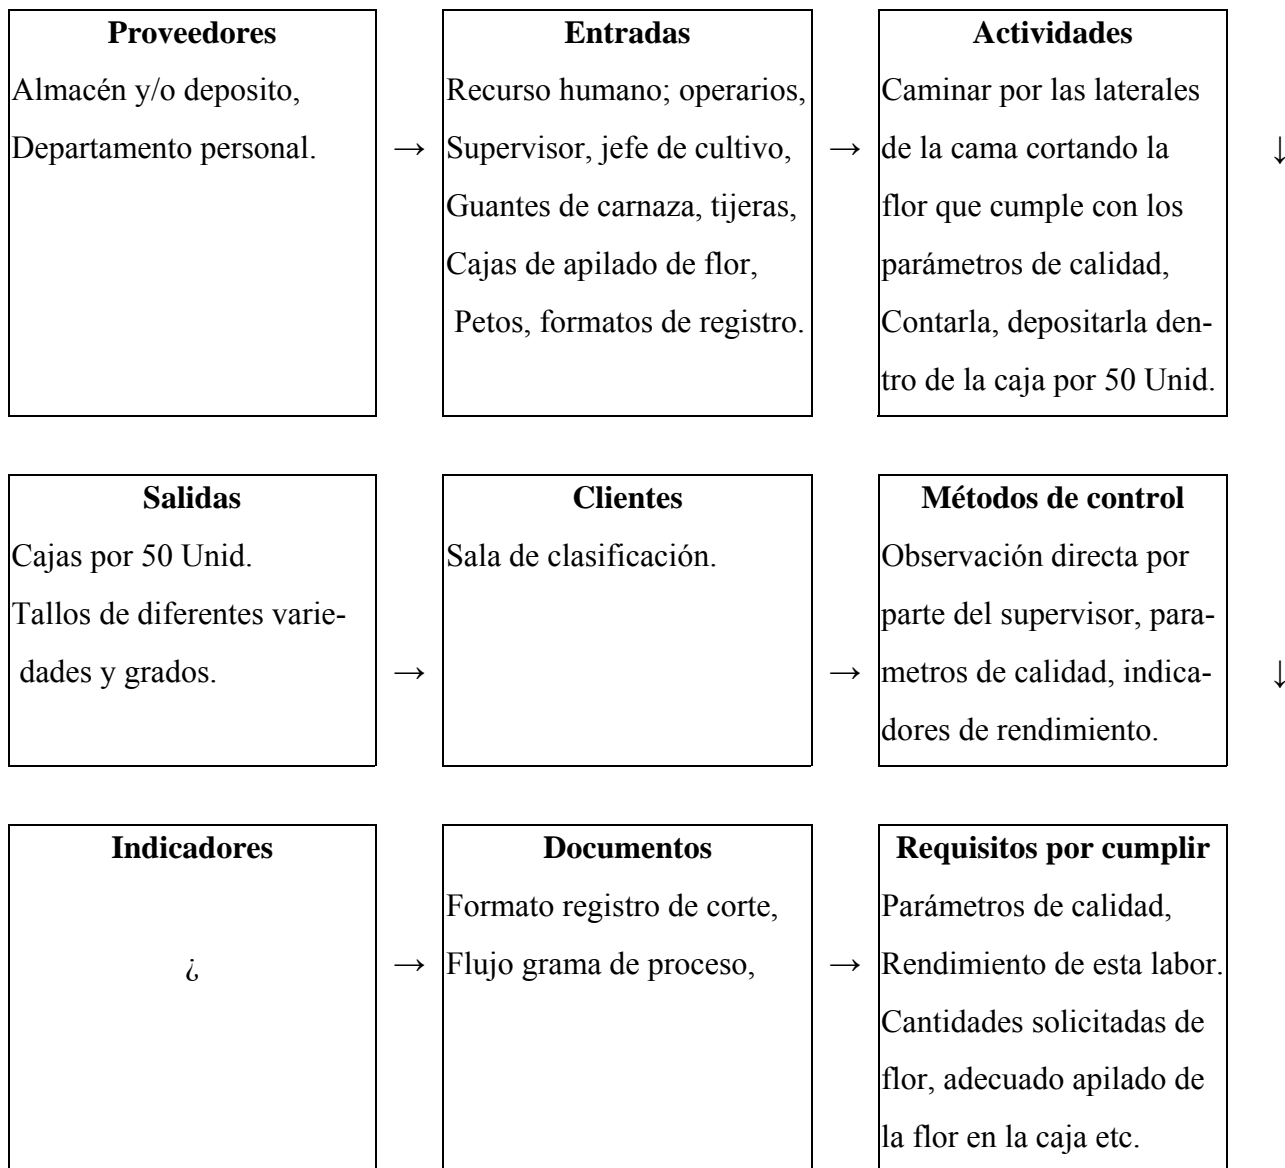 Proveedores
Almacén y/o deposito,
Departamento personal.
→
Entradas
Recurso humano; operarios,
Supervisor, jefe de cultivo,
Guantes de carnaza, tijeras,
Cajas de apilado de flor,
Petos, formatos de registro.
→
Actividades
Caminar por las laterales
de la cama cortando la
flor que cumple con los
parámetros de calidad,
Contarla, depositarla den-
tro de la caja por 50 Unid.
↓
Salidas
Cajas por 50 Unid.
Tallos de diferentes varie-
dades y grados.
→
Clientes
Sala de clasificación.
→
Métodos de control
Observación directa por
parte del supervisor, para-
metros de calidad, indica-
dores de rendimiento.
↓
Indicadores
¿
→
Documentos
Formato registro de corte,
Flujo grama de proceso,
→
Requisitos por cumplir
Parámetros de calidad,
Rendimiento de esta labor.
Cantidades solicitadas de
flor, adecuado apilado de
la flor en la caja etc.